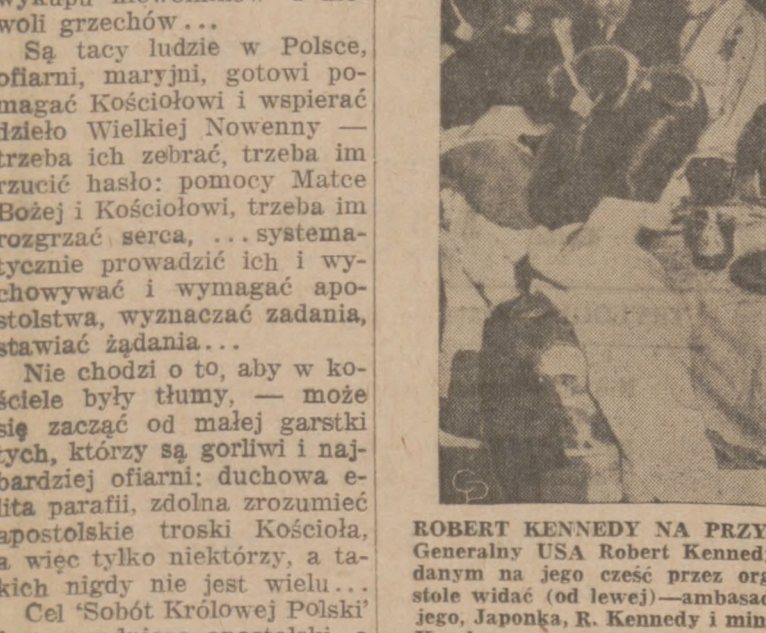 woli grzechów...
Są tacy ludzie w Polsce,
ofiarni, maryjni, gotowi po-
magać Kościołowi i wspierać
dzieło Wielkiej Nowenny —
trzeba ich zebrać, trzeba im
rzucić hasło: pomocy Matce
Bożej i Kościołowi, trzeba im
rozgrzać serca, ... systema-
tycznie prowadzić ich i wy-
chowywać i wymagać apo-
stolstwa, wyznaczać zadania,
stawiać żądania...
Nie chodzi o to, aby w ko-
ściele były tłumy, — może
się zacząć od małej garstki
tych, którzy są gorliwi i naj-
bardziej ofiarni: duchowa e-
lita parafii, zdolna zrozumieć
apostolskie troski Kościoła,
a więc tylko niektórzy, a ta-
kich nigdy nie jest wielu...
Cel 'Sobót Królowej Polski'
ROBERT KENNEDY NA PRZY
Generalny USA Robert Kennedy
danym na jego cześć przez org
stole widać (od lewej)—ambasad
jego, Japonka, R. Kennedy i min